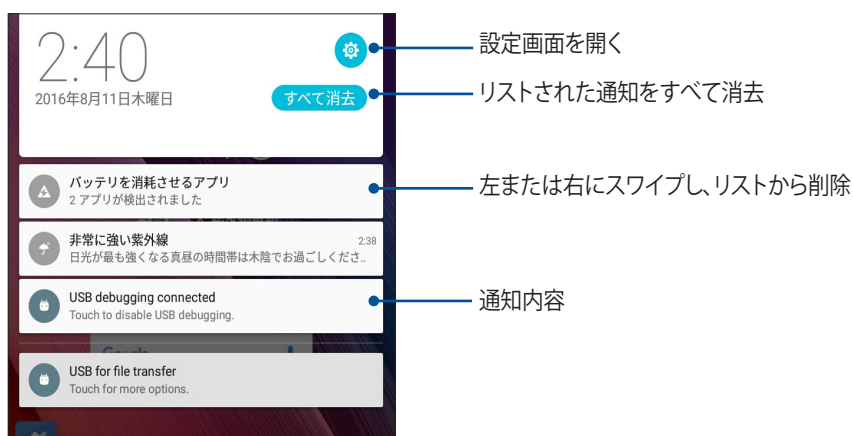 2:40
設定画面を開く
2016年8月11日木曜日
すべて消去
リストされた通知をすべて消去
バッテリを消耗させるアプリ
2 アプリが検出されました
左または右にスワイプし、リストから削除
非常に強い紫外線 2:38
日光が最も強くなる真昼の時間帯は木陰でお過ごしくださ..
USB debugging connected
Touch to disable USB debugging.
通知内容
Google
USB for file transfer
Touch for more options.